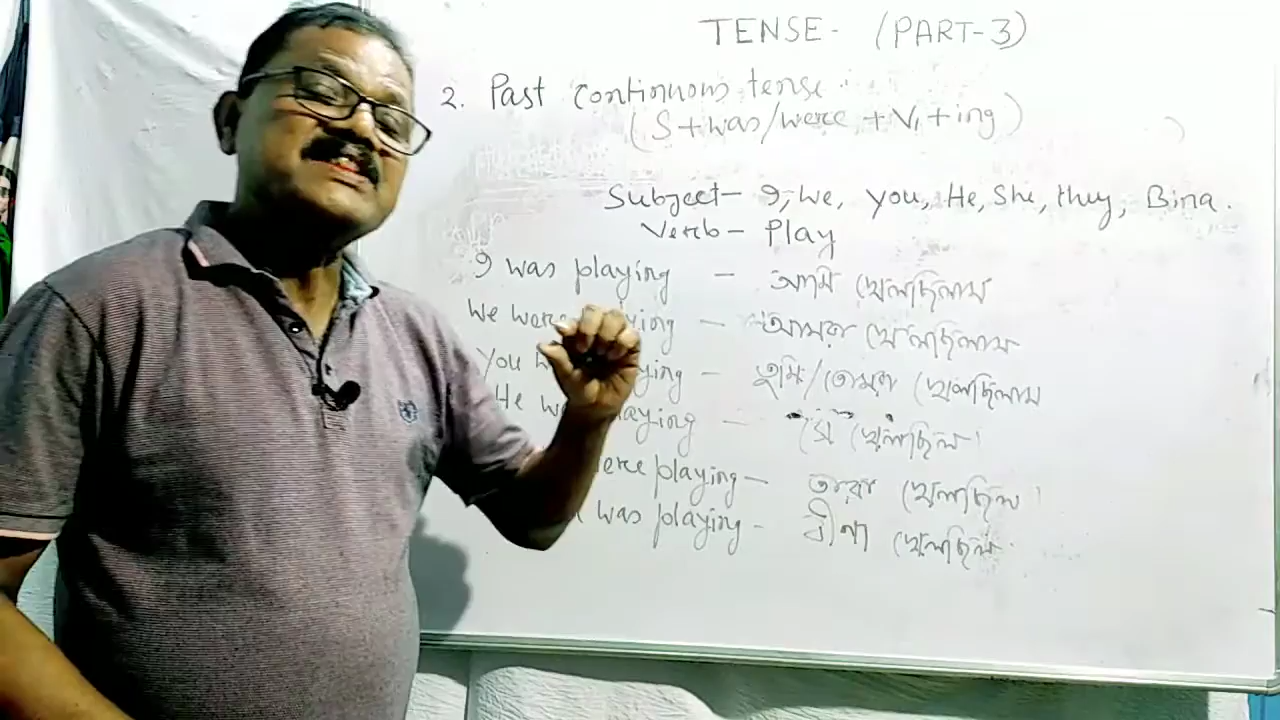 TENSE- (PART-3)
2. Past continuous tense.
(S+was/were +V₁+ing)
Subject- I, We, you, He, She, they, Bina.
Verb- Play
I was playing - আমি খেলছিলাম
We were - আমরা খেলছিলাম
You - তুমি/তোমরা খেলছিলাম
He - সে খেলছিল।
were playing- তারা খেলছিল।
was playing- বীণা খেলছিল.